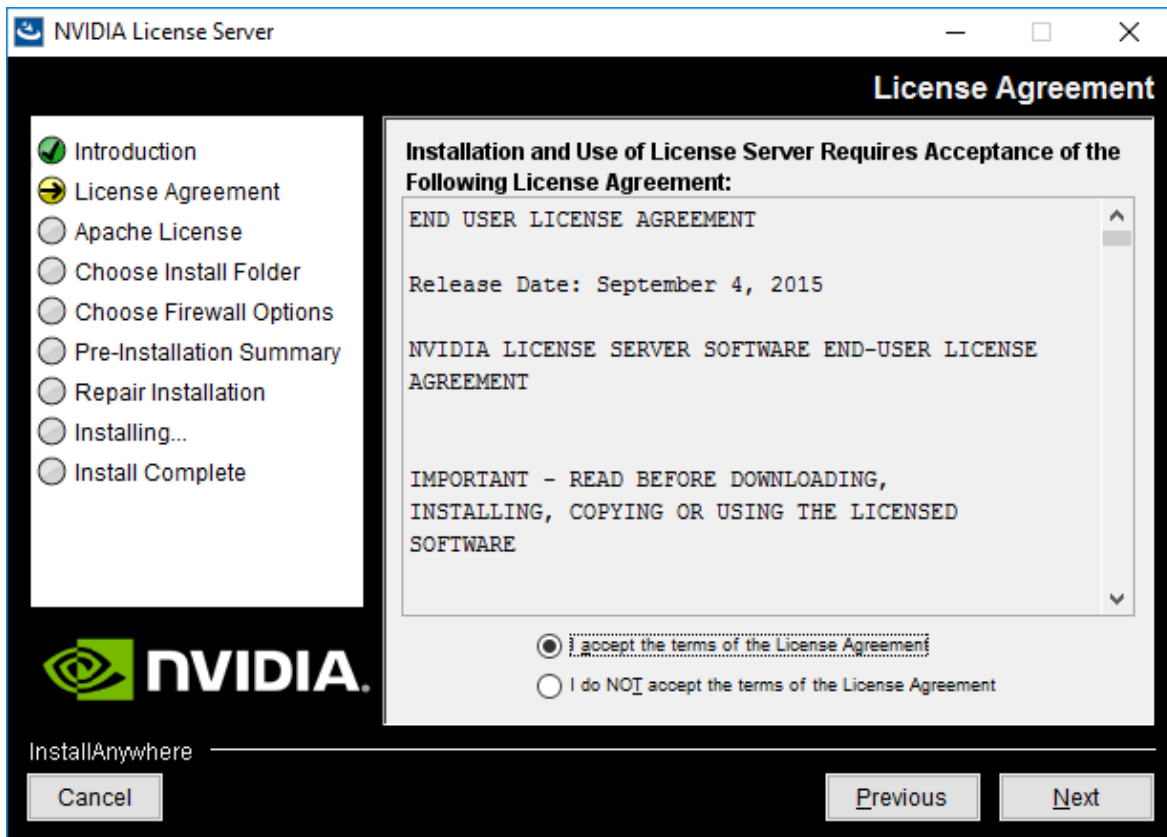 NVIDIA License Server
License Agreement
Introduction
License Agreement
Apache License
Choose Install Folder
Choose Firewall Options
Pre-Installation Summary
Repair Installation
Installing...
Install Complete
Installation and Use of License Server Requires Acceptance of the
Following License Agreement:
END USER LICENSE AGREEMENT
Release Date: September 4, 2015
NVIDIA LICENSE SERVER SOFTWARE END-USER LICENSE
AGREEMENT
IMPORTANT - READ BEFORE DOWNLOADING,
INSTALLING, COPYING OR USING THE LICENSED
SOFTWARE
I accept the terms of the License Agreement
I do NOT accept the terms of the License Agreement
NVIDIA.
InstallAnywhere
Cancel
Previous
Next